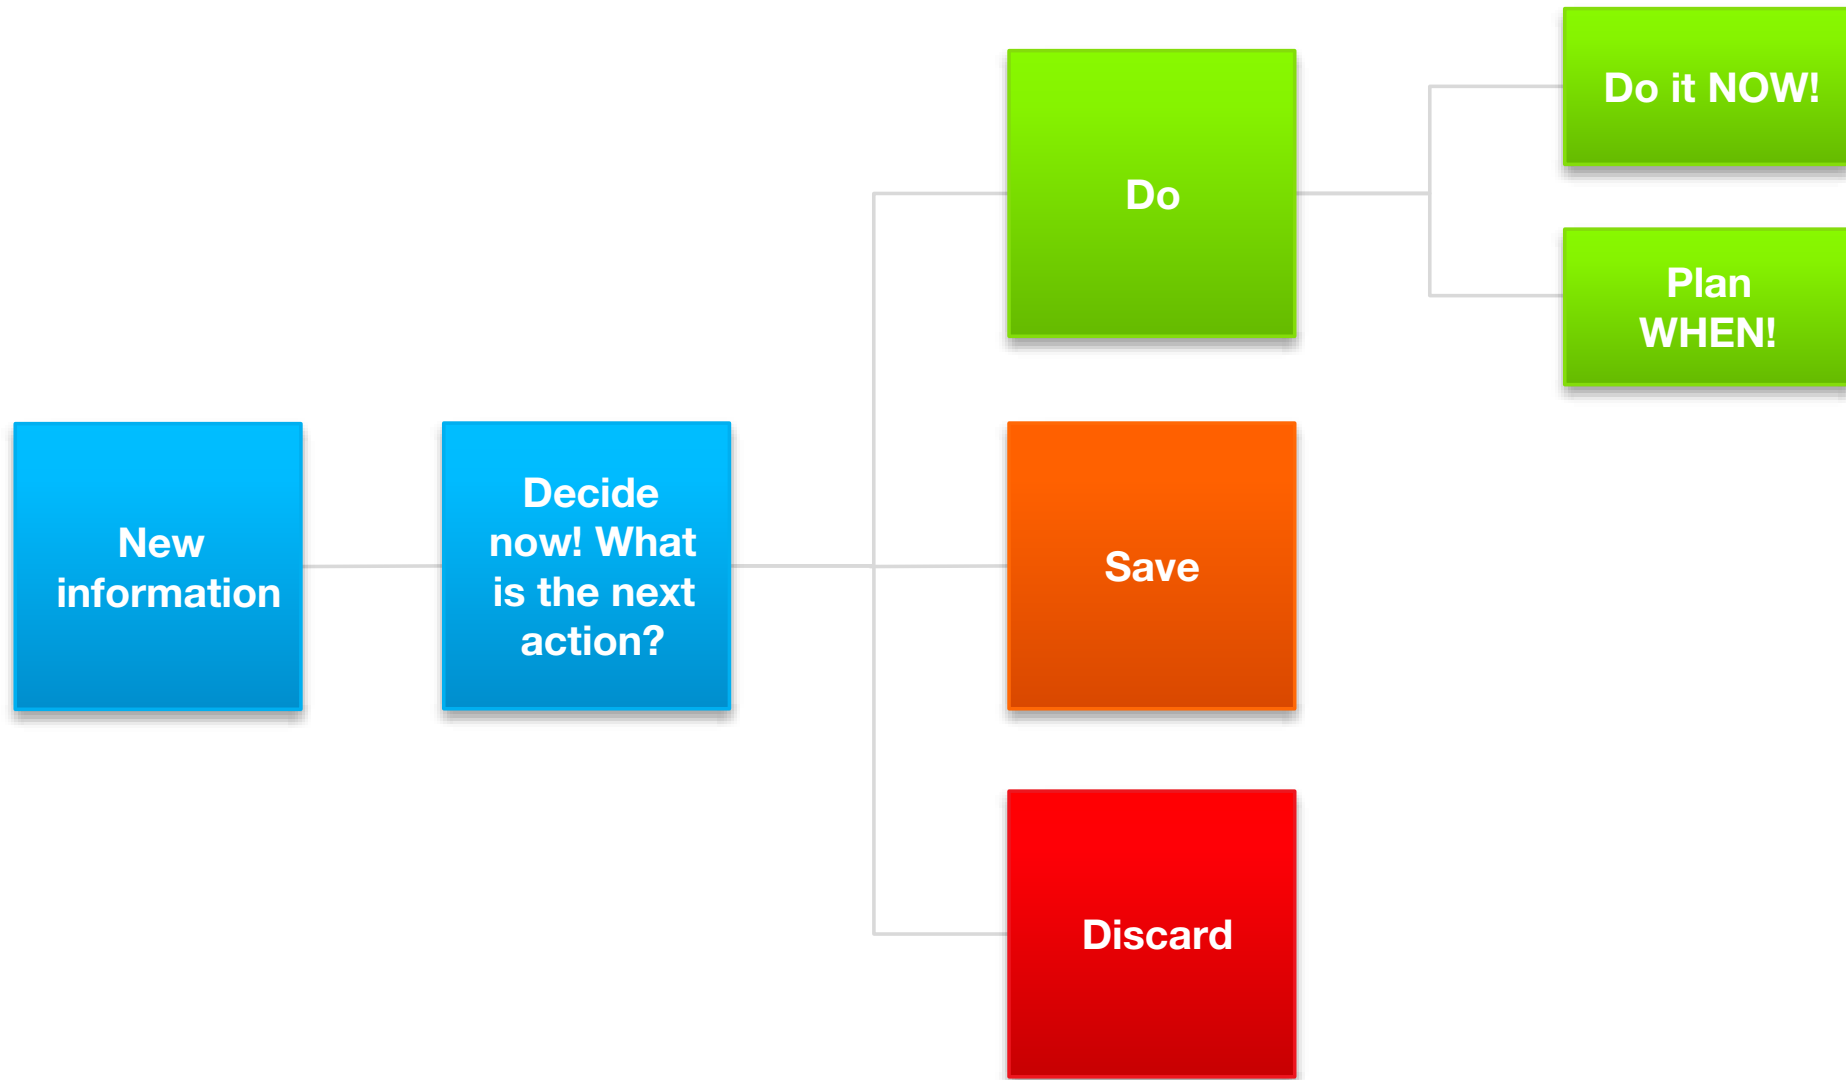 New
information
Decide
now! What
is the next
action?
Do
Do it NOW!
Plan
WHEN!
Save
Discard